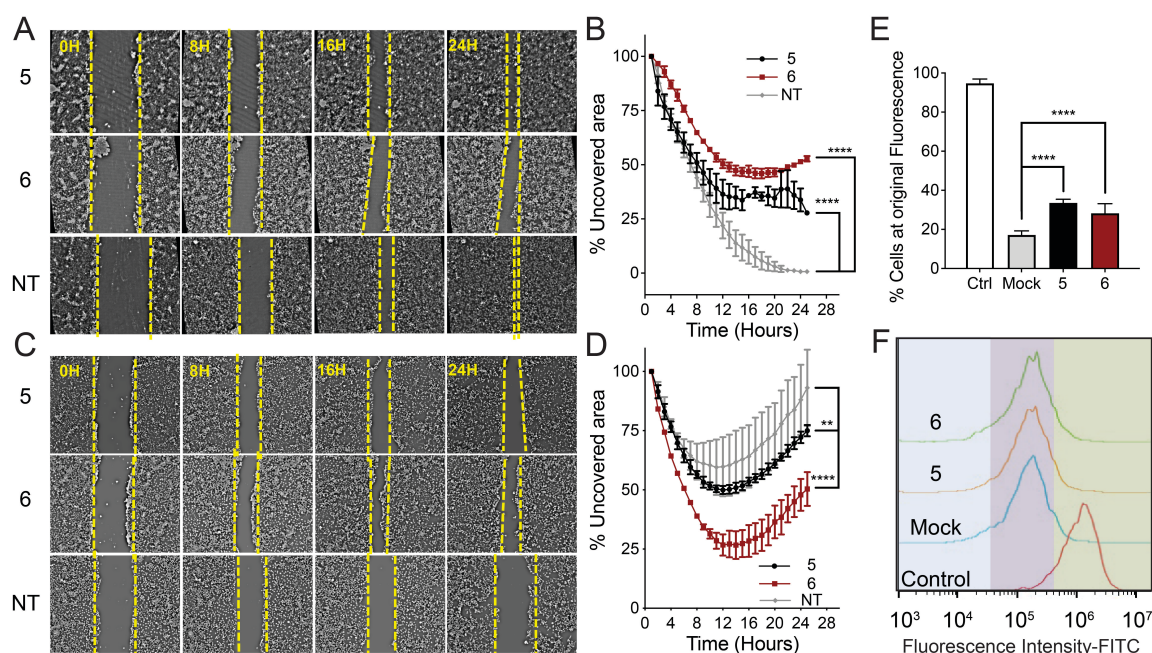 A
0H 8H 16H 24H
5
6
NT
B
% Uncovered area
100
75
50
25
0
0 4 8 12 16 20 24 28
Time (Hours)
5
6
NT
****
****
C
0H 8H 16H 24H
5
6
NT
D
% Uncovered area
100
75
50
25
0
0 4 8 12 16 20 24 28
Time (Hours)
5
6
NT
**
****
E
% Cells at original Fluorescence
100
80
60
40
20
0
Ctrl Mock 5 6
****
****
F
6
5
Mock
Control
10³ 10⁴ 10⁵ 10⁶ 10⁷
Fluorescence Intensity-FITC